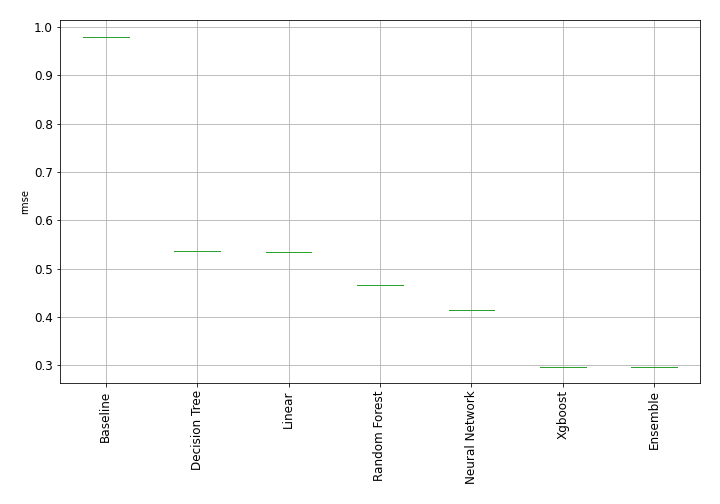 1.0
0.9
0.8
0.7
0.6
0.5
0.4
0.3
rmse
Baseline
Decision Tree
Linear
Random Forest
Neural Network
Xgboost
Ensemble